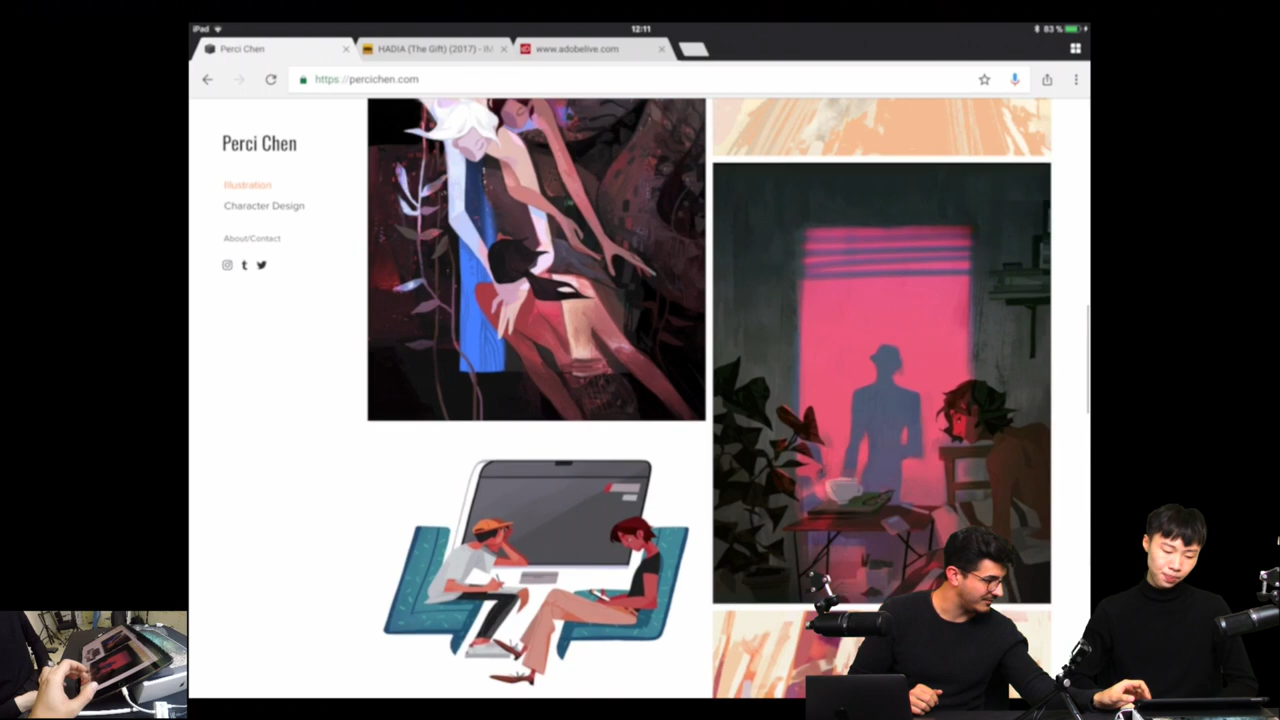 iPad
12:11
83 %
Perci Chen
HADIA (The Gift) (2017) - IM
www.adobelive.com
https://percichen.com
Perci Chen
Illustration
Character Design
About/Contact